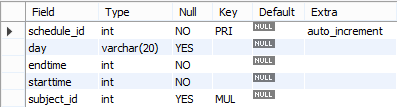 Field Type Null Key Default Extra
schedule_id int NO PRI NULL auto_increment
day varchar(20) YES NULL
endtime int NO NULL
starttime int NO NULL
subject_id int YES MUL NULL